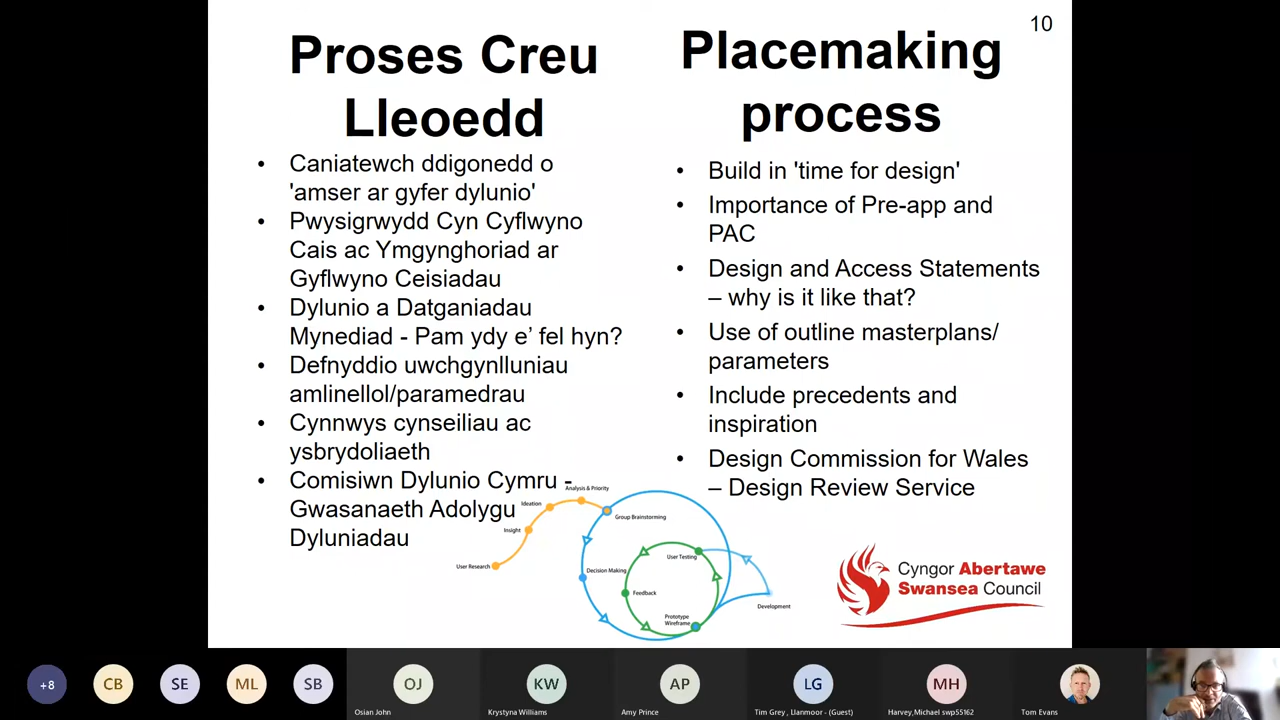 10
Proses Creu
Lleoedd
• Caniatewch ddigonedd o
'amser ar gyfer dylunio'
• Pwysigrwydd Cyn Cyflwyno
Cais ac Ymgynghoriad ar
Gyflwyno Ceisiadau
• Dylunio a Datganiadau
Mynediad - Pam ydy e’ fel hyn?
• Defnyddio uwchgynlluniau
amlinellol/paramedrau
• Cynnwys cynseiliau ac
ysbrydoliaeth
• Comisiwn Dylunio Cymru -
Gwasanaeth Adolygu
Dyluniadau
Placemaking
process
• Build in 'time for design'
• Importance of Pre-app and
PAC
• Design and Access Statements
– why is it like that?
• Use of outline masterplans/
parameters
• Include precedents and
inspiration
• Design Commission for Wales
– Design Review Service
User Research
Insight
Ideation
Analysis & Priority
Group Brainstorming
Decision Making
User Testing
Feedback
Prototype
Wireframe
Development
Cyngor Abertawe
Swansea Council
+8
CB
SE
ML
SB
OJ
KW
AP
LG
MH
Osian John
Krystyna Williams
Amy Prince
Tim Grey , Llanmoor - (Guest)
Harvey,Michael swp55162
Tom Evans